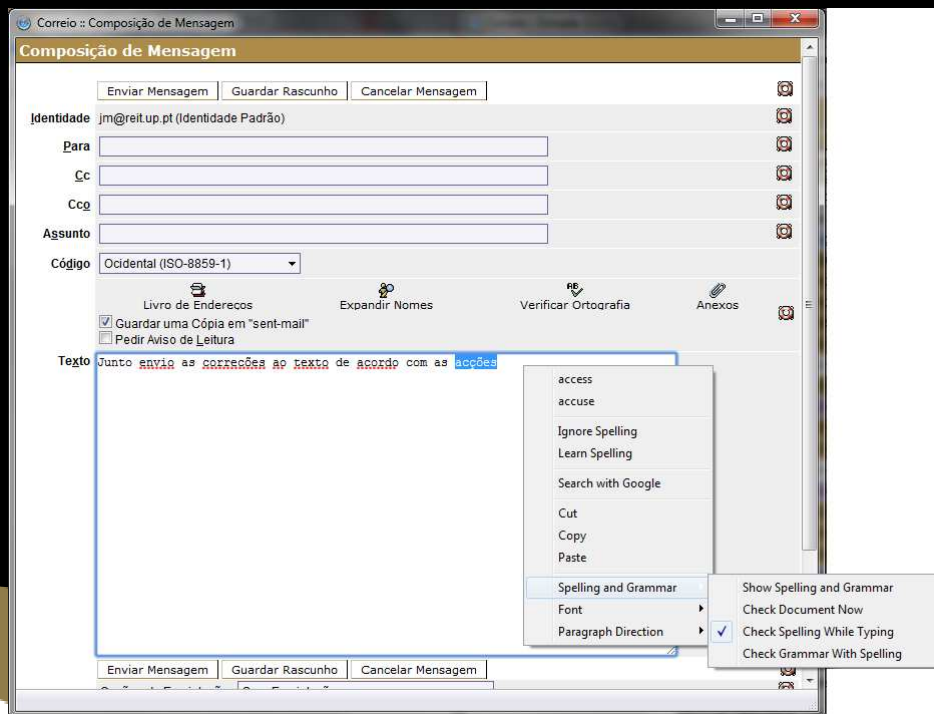 Correio :: Composição de Mensagem
Composição de Mensagem
Enviar Mensagem Guardar Rascunho Cancelar Mensagem
Identidade jm@reit.up.pt (Identidade Padrão)
Para
Cc
Cco
Assunto
Código Ocidental (ISO-8859-1)
Livro de Endereços Expandir Nomes Verificar Ortografia Anexos
Guardar uma Cópia em "sent-mail"
Pedir Aviso de Leitura
Texto Junto envio as correcões ao texto de acordo com as acções
access
accuse
Ignore Spelling
Learn Spelling
Search with Google
Cut
Copy
Paste
Spelling and Grammar Show Spelling and Grammar
Font Check Document Now
Paragraph Direction Check Spelling While Typing
Check Grammar With Spelling
Enviar Mensagem Guardar Rascunho Cancelar Mensagem